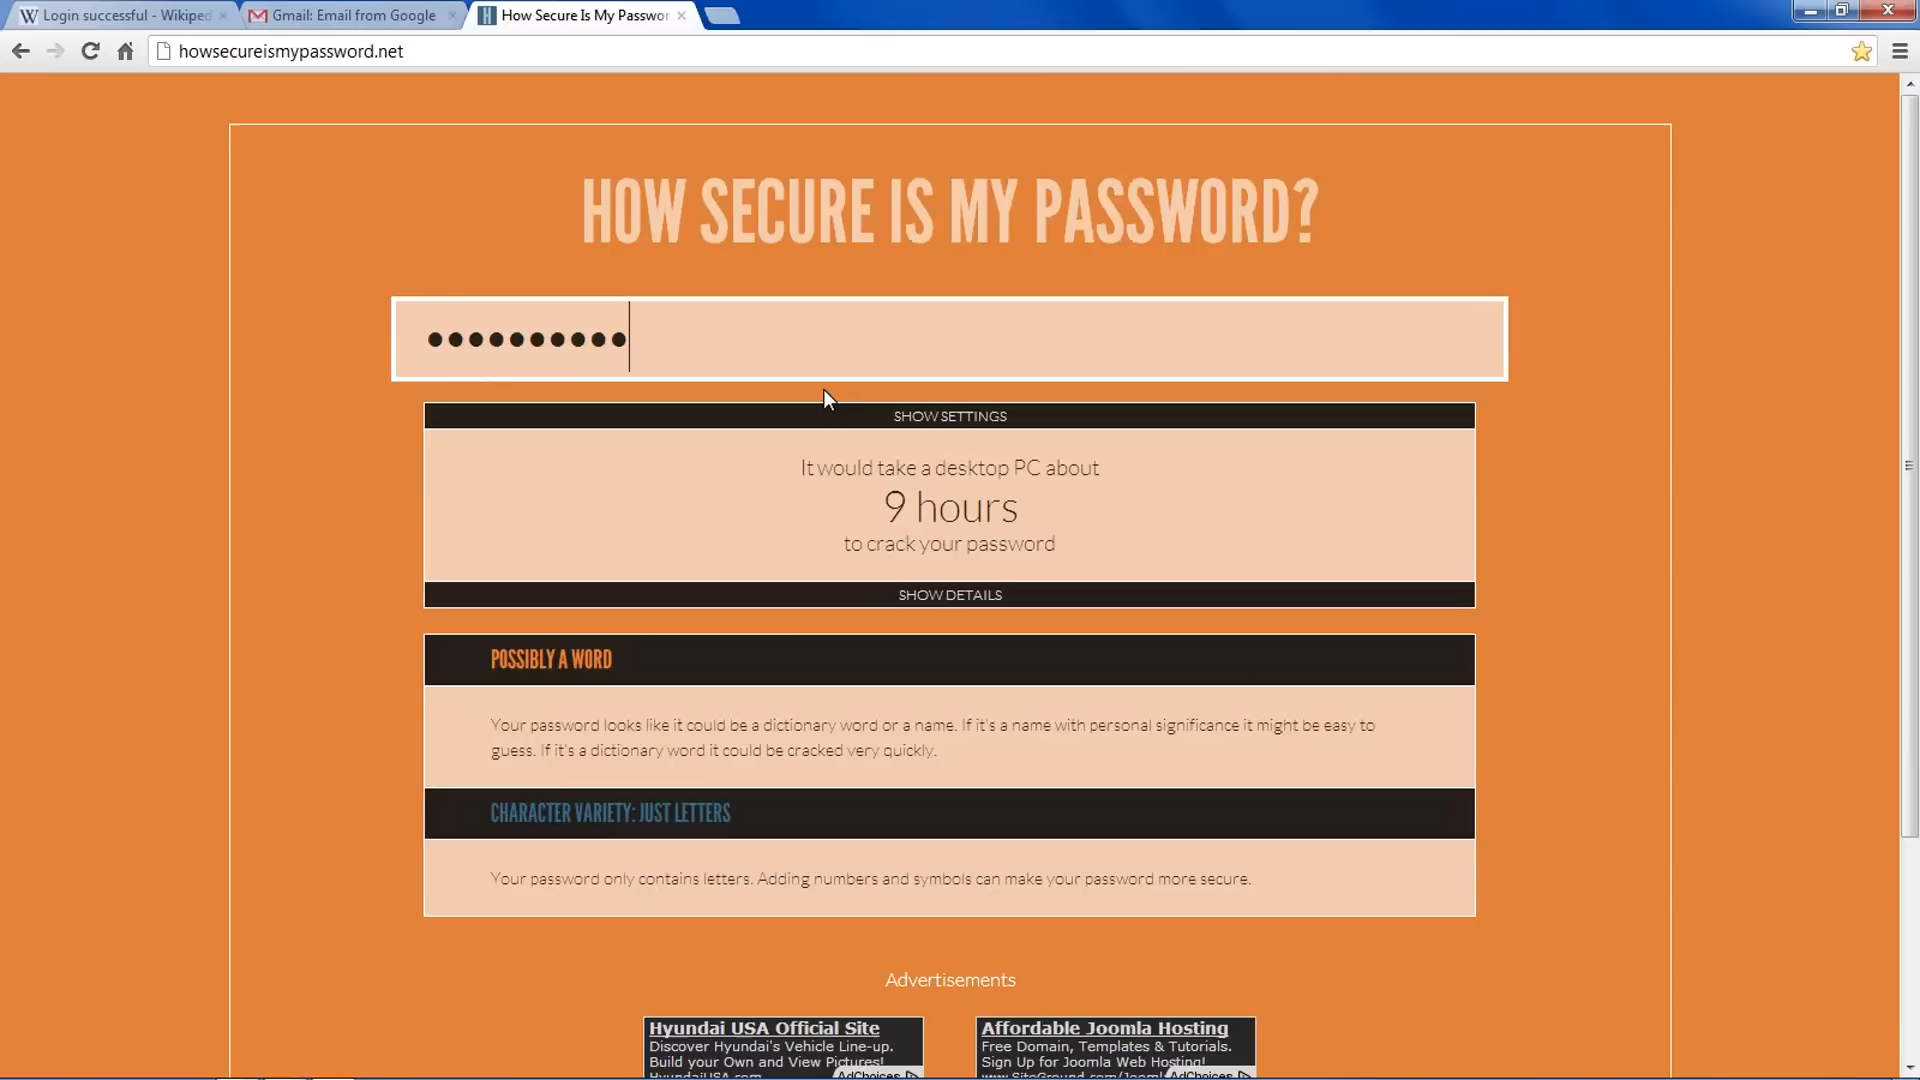 Login successful - Wikiped
Gmail: Email from Google
How Secure Is My Passwor
howsecureismypassword.net
HOW SECURE IS MY PASSWORD?
SHOW SETTINGS
It would take a desktop PC about
9 hours
to crack your password
SHOW DETAILS
POSSIBLY A WORD
Your password looks like it could be a dictionary word or a name. If it's a name with personal significance it might be easy to
guess. If it's a dictionary word it could be cracked very quickly.
CHARACTER VARIETY: JUST LETTERS
Your password only contains letters. Adding numbers and symbols can make your password more secure.
Advertisements
Hyundai USA Official Site
Discover Hyundai's Vehicle Line-up.
Build your Own and View Pictures!
HyundaiUSA.com
AdChoices
Affordable Joomla Hosting
Free Domain, Templates & Tutorials.
Sign Up for Joomla Web Hosting!
AdChoices